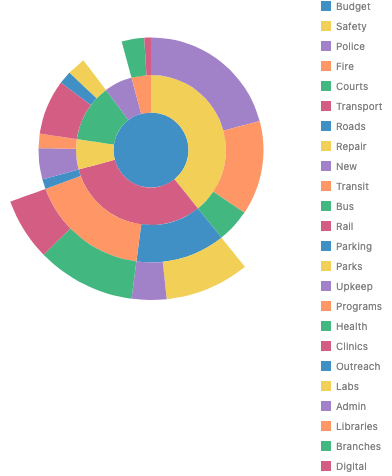 Budget
Safety
Police
Fire
Courts
Transport
Roads
Repair
New
Transit
Bus
Rail
Parking
Parks
Upkeep
Programs
Health
Clinics
Outreach
Labs
Admin
Libraries
Branches
Digital